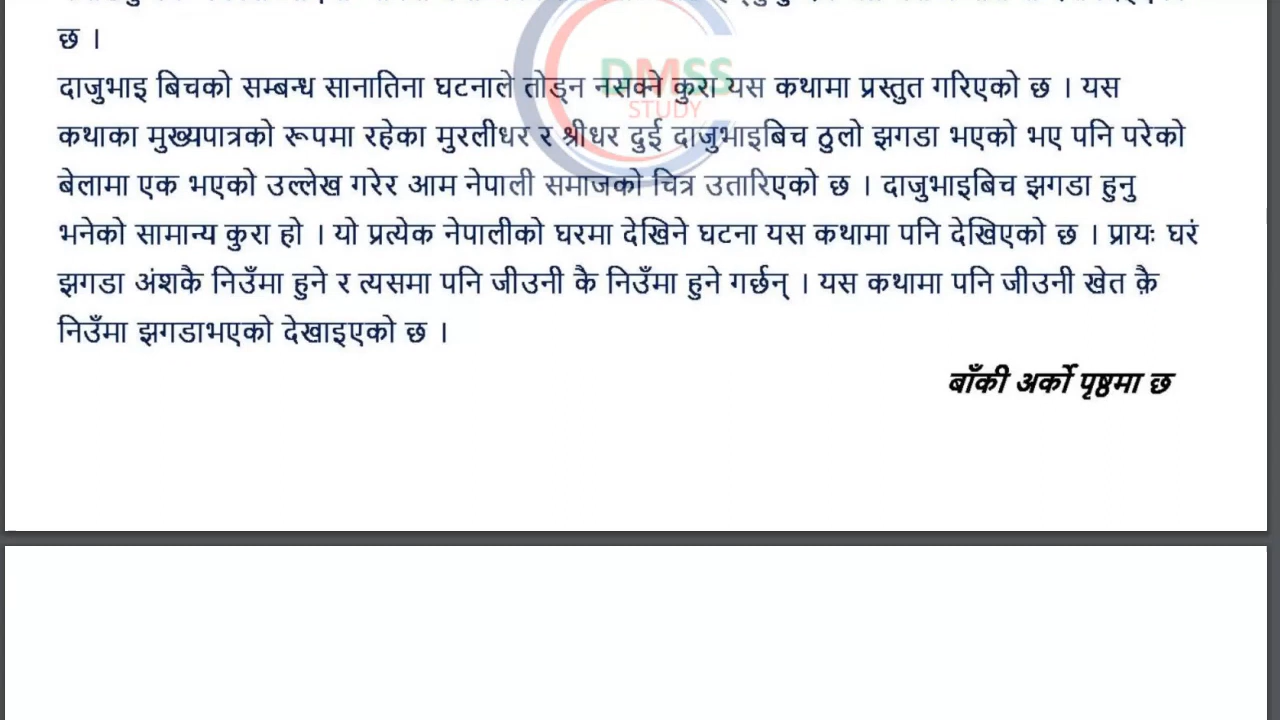 छ ।
DMSS
STUDY
दाजुभाइ बिचको सम्बन्ध सानातिना घटनाले तोड्न नसक्ने कुरा यस कथामा प्रस्तुत गरिएको छ । यस
कथाका मुख्यपात्रको रूपमा रहेका मुरलीधर र श्रीधर दुई दाजुभाइबिच ठुलो झगडा भएको भए पनि परेको
बेलामा एक भएको उल्लेख गरेर आम नेपाली समाजको चित्र उतारिएको छ । दाजुभाइबिच झगडा हुनु
भनेको सामान्य कुरा हो । यो प्रत्येक नेपालीको घरमा देखिने घटना यस कथामा पनि देखिएको छ । प्रायः घरं
झगडा अंशकै निउँमा हुने र त्यसमा पनि जीउनी कै निउँमा हुने गर्छन् । यस कथामा पनि जीउनी खेत क़ै
निउँमा झगडाभएको देखाइएको छ ।
बाँकी अर्को पृष्ठमा छ